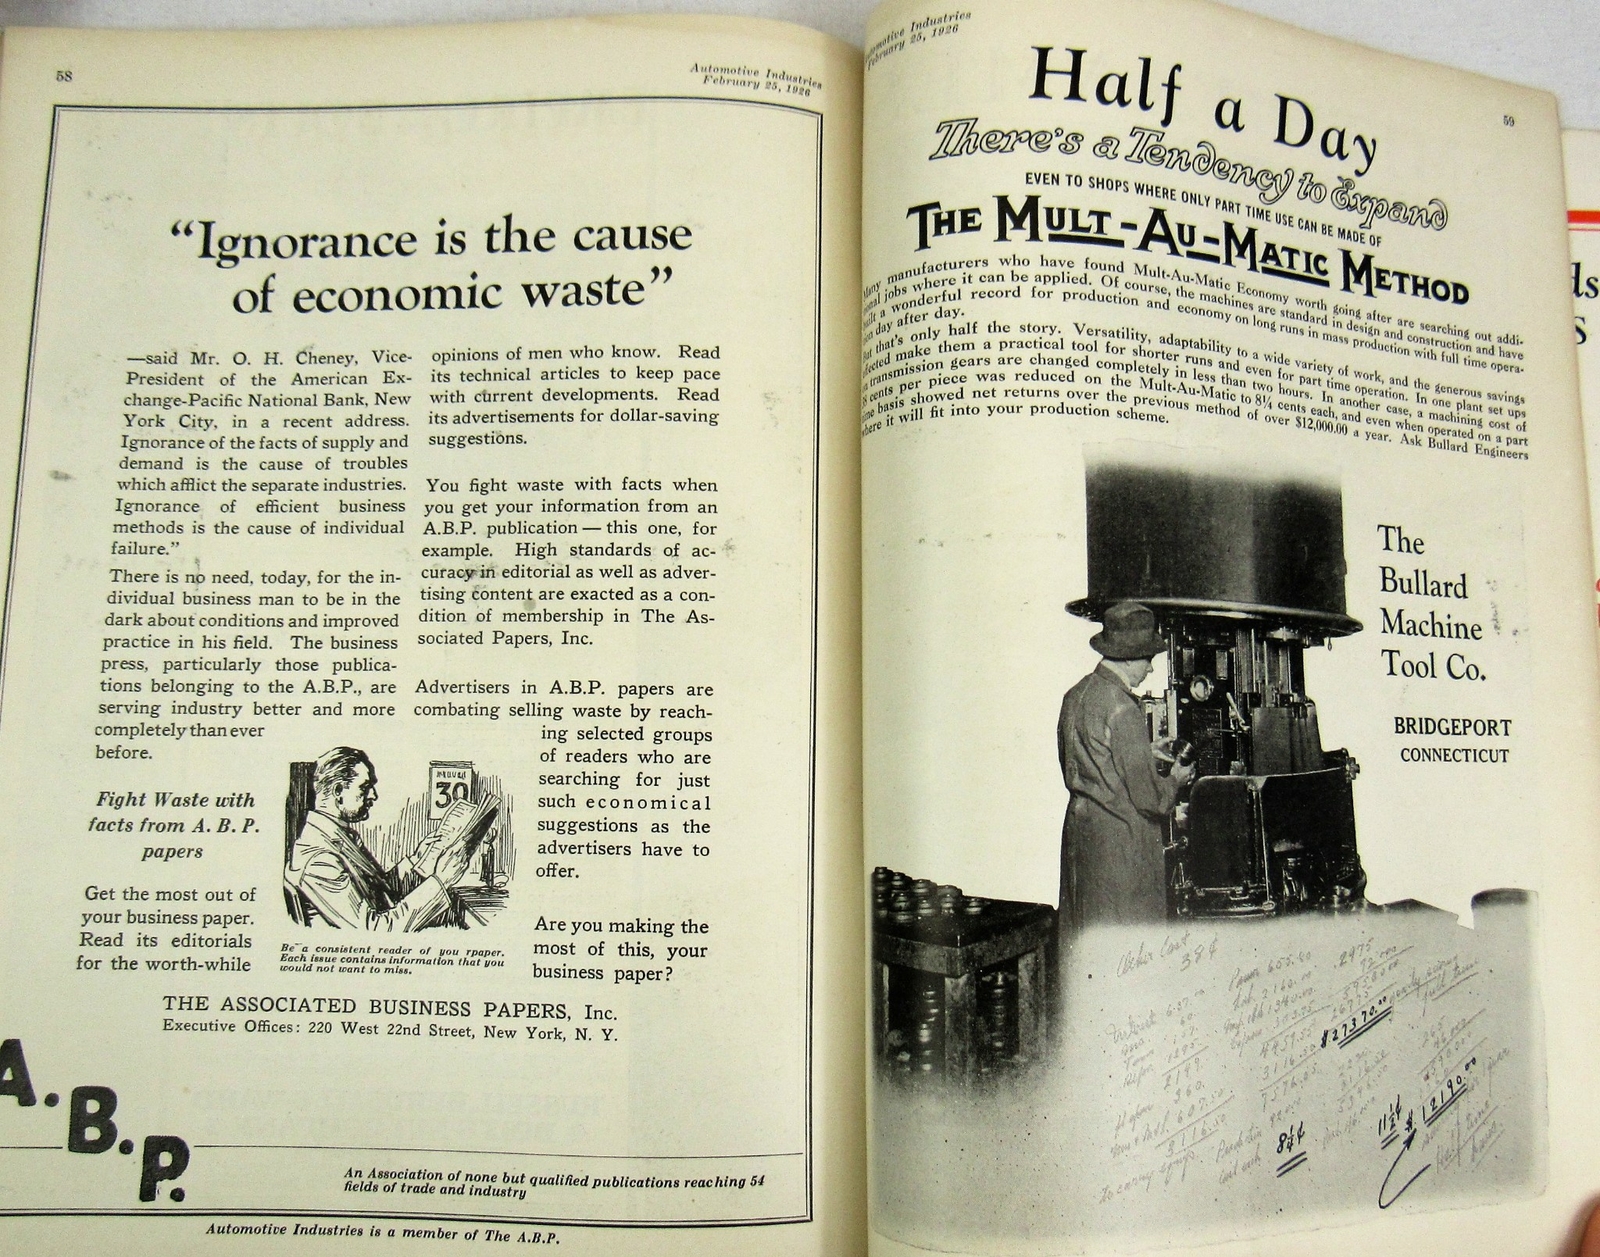 58
Automotive Industries
February 25, 1926
"Ignorance is the cause
of economic waste"
—said Mr. O. H. Cheney, Vice-
President of the American Ex-
change-Pacific National Bank, New
York City, in a recent address.
Ignorance of the facts of supply and
demand is the cause of troubles
which afflict the separate industries.
Ignorance of efficient business
methods is the cause of individual
failure."
There is no need, today, for the in-
dividual business man to be in the
dark about conditions and improved
practice in his field. The business
press, particularly those publica-
tions belonging to the A.B.P., are
serving industry better and more
completely than ever
before.
Fight Waste with
facts from A. B. P.
papers
Get the most out of
your business paper.
Read its editorials
for the worth-while
opinions of men who know. Read
its technical articles to keep pace
with current developments. Read
its advertisements for dollar-saving
suggestions.
You fight waste with facts when
you get your information from an
A.B.P. publication — this one, for
example. High standards of ac-
curacy in editorial as well as adver-
tising content are exacted as a con-
dition of membership in The As-
sociated Papers, Inc.
Advertisers in A.B.P. papers are
combating selling waste by reach-
ing selected groups
of readers who are
searching for just
such economical
suggestions as the
advertisers have to
offer.
Are you making the
most of this, your
business paper?
30
Be a consistent reader of you rpaper.
Each issue contains information that you
would not want to miss.
THE ASSOCIATED BUSINESS PAPERS, Inc.
Executive Offices: 220 West 22nd Street, New York, N. Y.
A.B.P.
An Association of none but qualified publications reaching 54
fields of trade and industry
Automotive Industries is a member of The A.B.P.
Automotive Industries
February 25, 1926
59
Half a Day
There's a Tendency to Expand
EVEN TO SHOPS WHERE ONLY PART TIME USE CAN BE MADE OF
THE MULT-AU-MATIC METHOD
Many manufacturers who have found Mult-Au-Matic Economy worth going after are searching out addi-
tional jobs where it can be applied. Of course, the machines are standard in design and construction and have
built a wonderful record for production and economy on long runs in mass production with full time opera-
tion day after day.
But that's only half the story. Versatility, adaptability to a wide variety of work, and the generous savings
effected make them a practical tool for shorter runs and even for part time operation. In one plant set ups
transmission gears are changed completely in less than two hours. In another case, a machining cost of
cents per piece was reduced on the Mult-Au-Matic to 8¼ cents each, and even when operated on a part
time basis showed net returns over the previous method of over $12,000.00 a year. Ask Bullard Engineers
where it will fit into your production scheme.
The
Bullard
Machine
Tool Co.
BRIDGEPORT
CONNECTICUT
38¢
$27370.00
8¼¢
11½¢
$12190.00